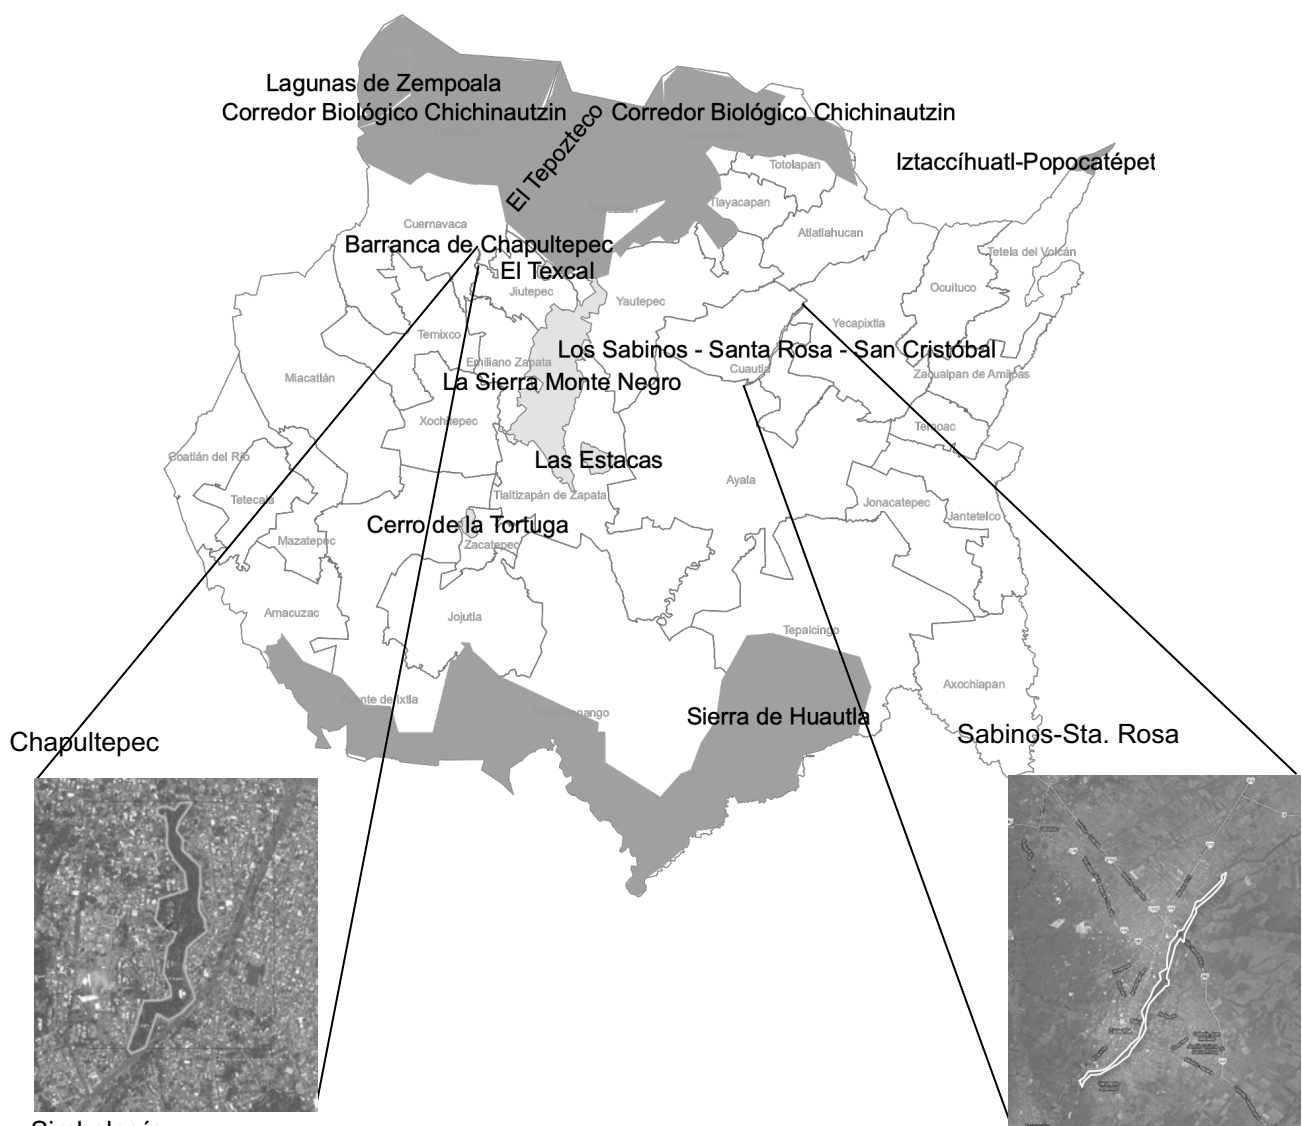 Lagunas de Zempoala
Corredor Biológico Chichinautzin
Corredor Biológico Chichinautzin
El Tepozteco
Iztaccíhuatl-Popocatépet
Totolapan
Tlayacapan
Cuernavaca
Atlatlahucan
Barranca de Chapultepec
Tetela del Volcán
El Texcal
Jiutepec
Ocuituco
Yautepec
Yecapixtla
Temixco
Los Sabinos - Santa Rosa - San Cristóbal
Emiliano Zapata
Cuautla
Zacualpan de Amilpas
Miacatlán
La Sierra Monte Negro
Xochitepec
Temoac
Coatlán del Río
Las Estacas
Ayala
Tetecala
Tlaltizapán de Zapata
Jonacatepec
Jantetelco
Cerro de la Tortuga
Mazatepec
Zacatepec
Amacuzac
Jojutla
Tepalcingo
Axochiapan
Puente de Ixtla
Sierra de Huautla
Sabinos-Sta. Rosa
Chapultepec